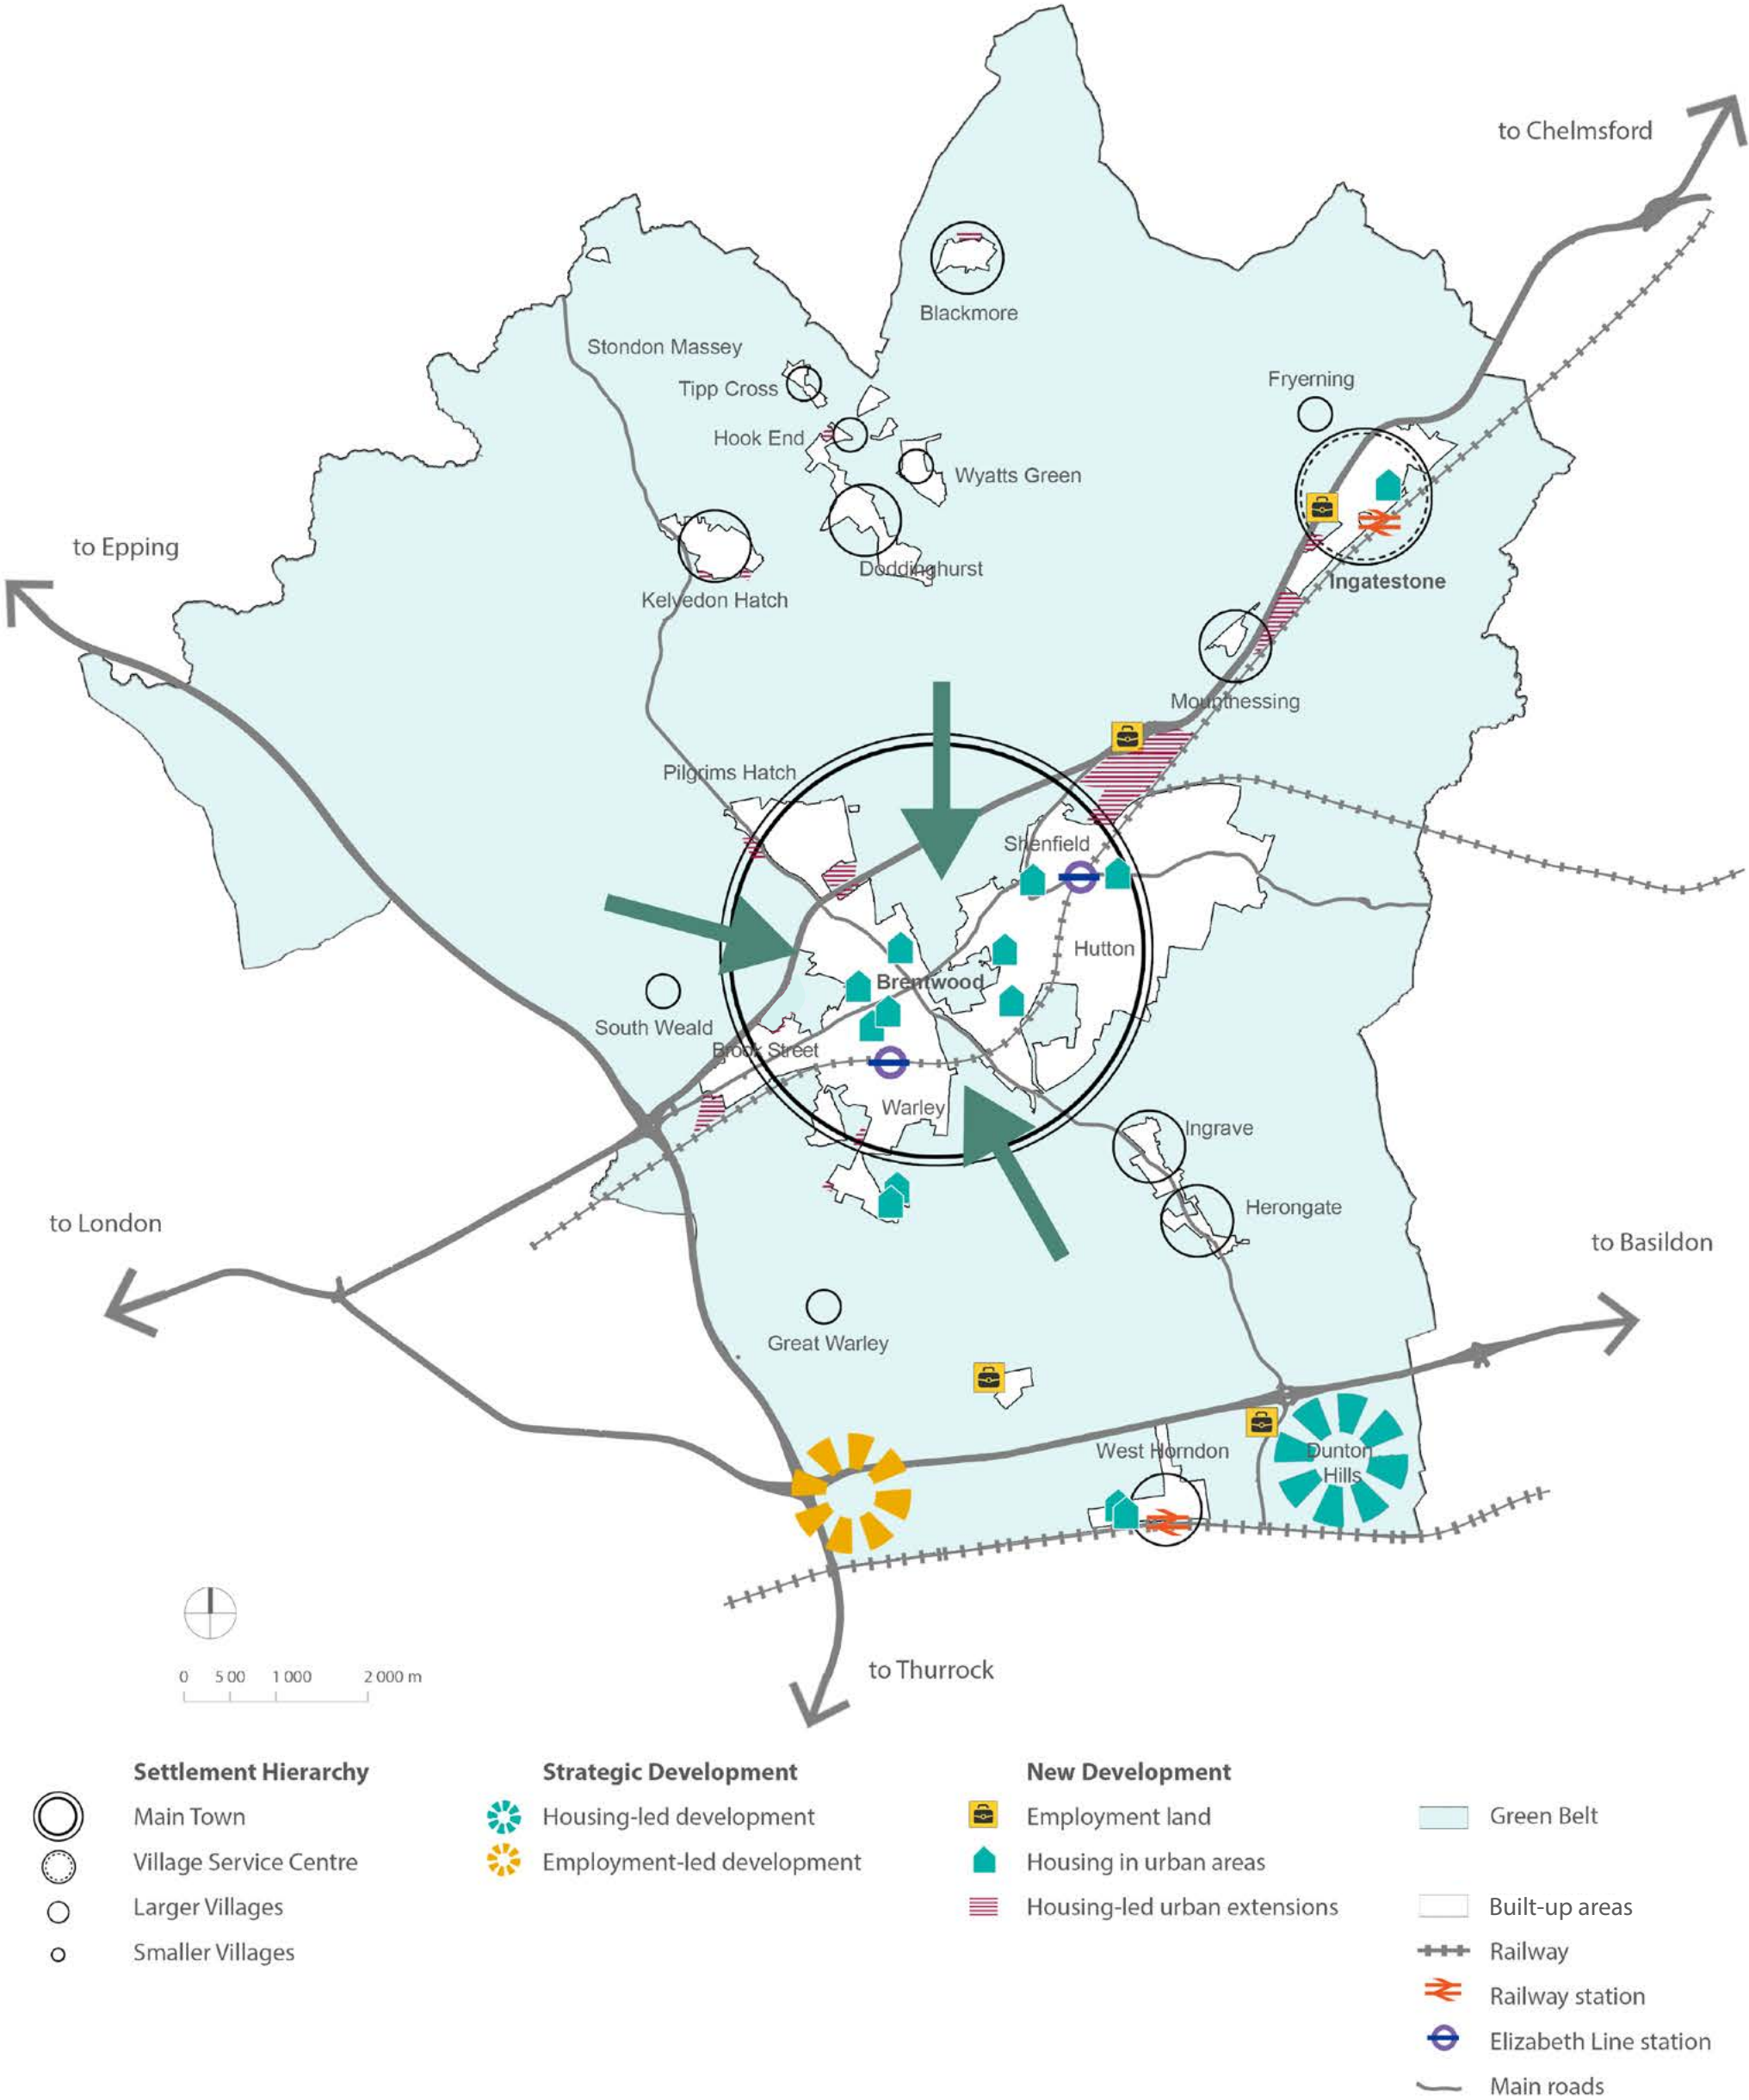 to Chelmsford
Blackmore
Stondon Massey
Tipp Cross
Fryerning
Hook End
Wyatts Green
to Epping
Doddinghurst
Ingatestone
Kelvedon Hatch
Mountnessing
Pilgrims Hatch
Shenfield
Hutton
Brentwood
South Weald
Brook Street
Warley
Ingrave
Herongate
to London
to Basildon
Great Warley
West Horndon
Dunton
Hills
to Thurrock
0 500 1 000 2 000 m
Settlement Hierarchy
Main Town
Village Service Centre
Larger Villages
Smaller Villages
Strategic Development
Housing-led development
Employment-led development
New Development
Employment land
Housing in urban areas
Housing-led urban extensions
Green Belt
Built-up areas
Railway
Railway station
Elizabeth Line station
Main roads